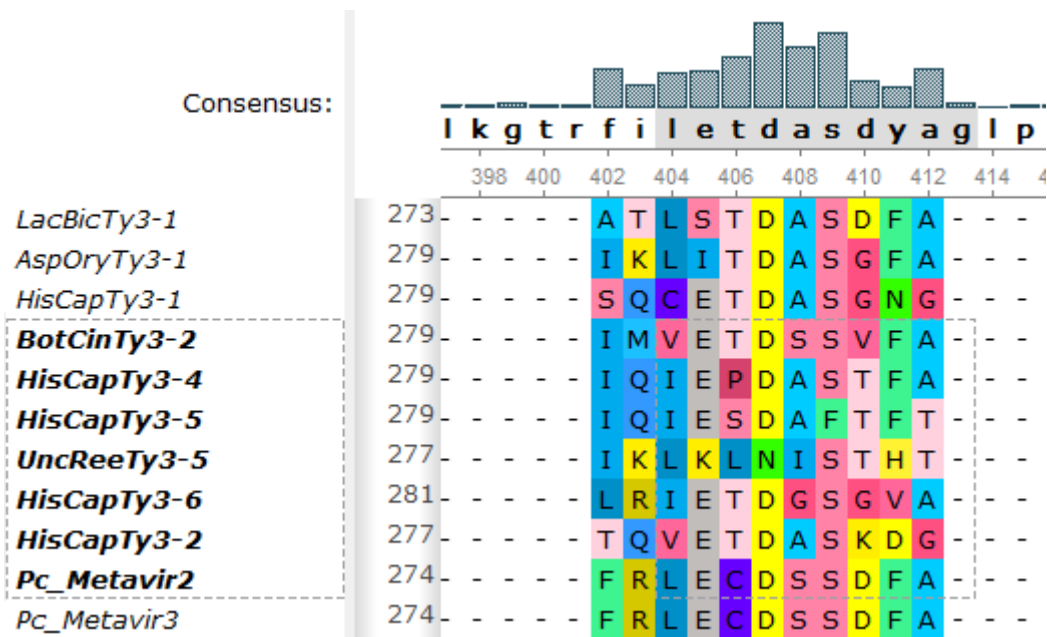 Consensus:
l k g t r f i l e t d a s d y a g l p
398 400 402 404 406 408 410 412 414 4
LacBicTy3-1 273 - - - - - A T L S T D A S D F A - - -
AspOryTy3-1 279 - - - - - I K L I T D A S G F A - - -
HisCapTy3-1 279 - - - - - S Q C E T D A S G N G - - -
BotCinTy3-2 279 - - - - - I M V E T D S S V F A - - -
HisCapTy3-4 279 - - - - - I Q I E P D A S T F A - - -
HisCapTy3-5 279 - - - - - I Q I E S D A F T F T - - -
UncReeTy3-5 277 - - - - - I K L K L N I S T H T - - -
HisCapTy3-6 281 - - - - - L R I E T D G S G V A - - -
HisCapTy3-2 277 - - - - - T Q V E T D A S K D G - - -
Pc_Metavir2 274 - - - - - F R L E C D S S D F A - - -
Pc_Metavir3 274 - - - - - F R L E C D S S D F A - - -